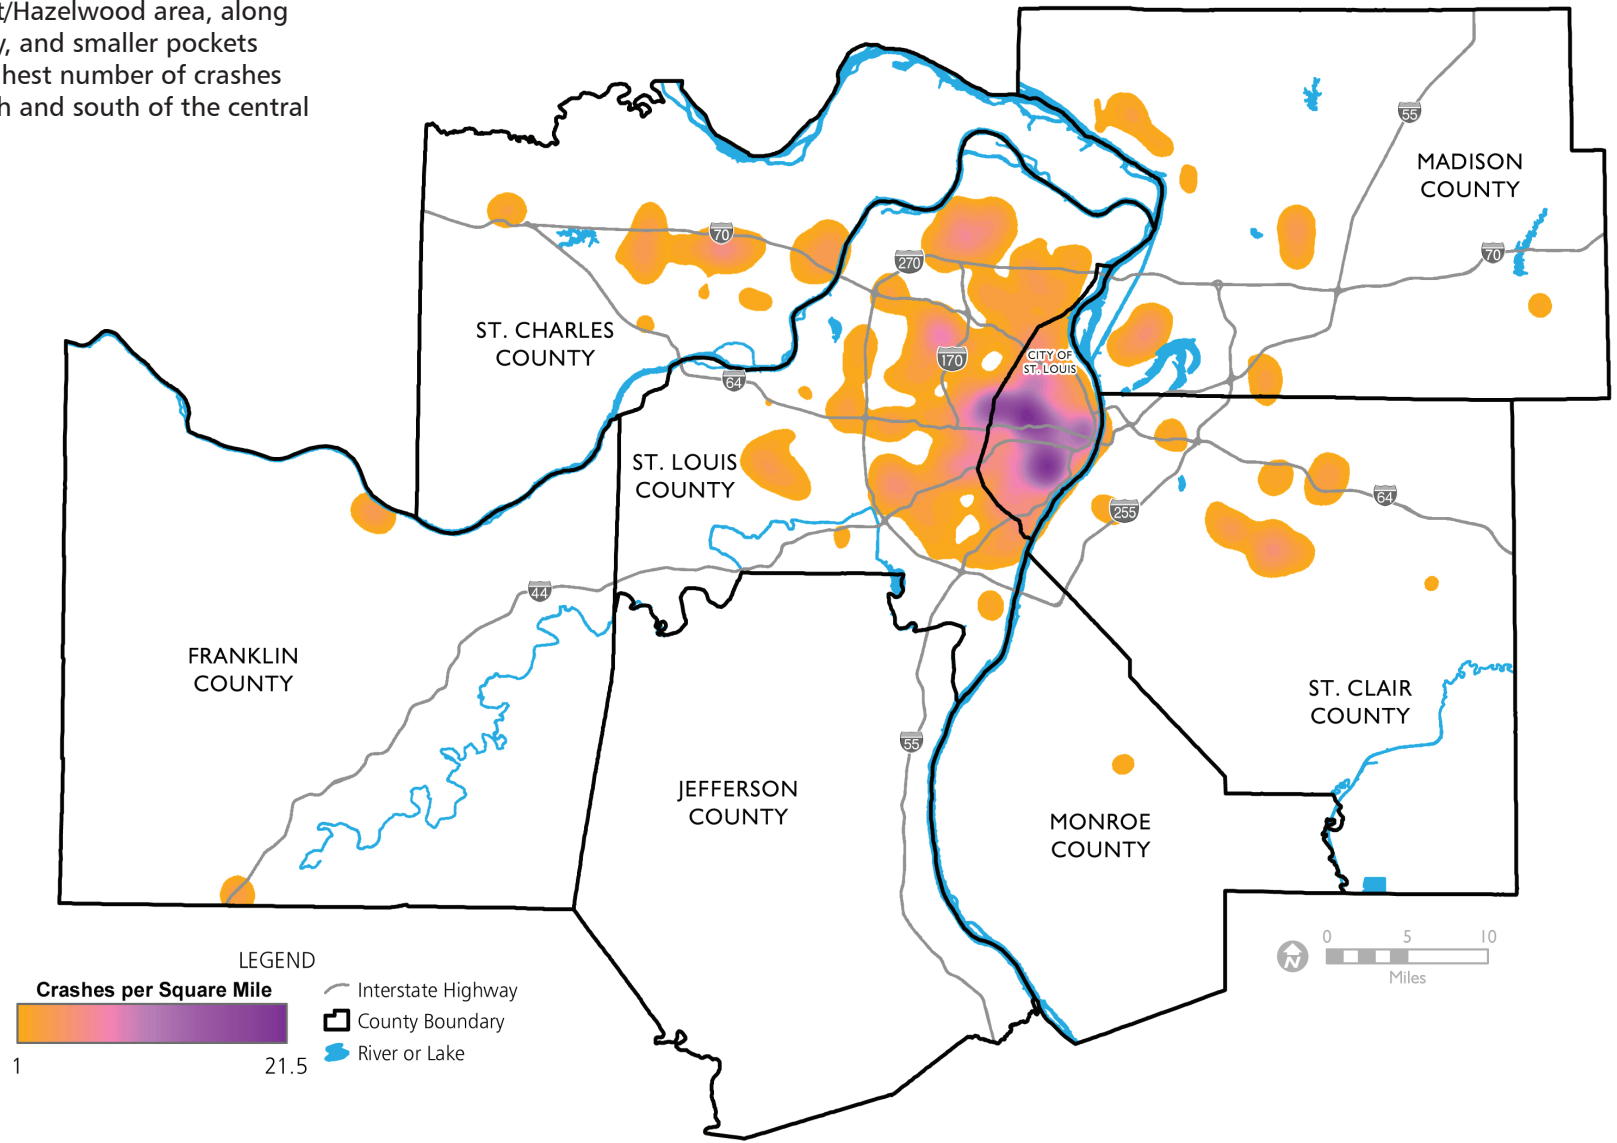 t/Hazelwood area, along
, and smaller pockets
hest number of crashes
h and south of the central
55
MADISON
COUNTY
70
70
270
ST. CHARLES
COUNTY
170
CITY OF
ST. LOUIS
64
ST. LOUIS
COUNTY
64
255
44
FRANKLIN
COUNTY
ST. CLAIR
COUNTY
55
JEFFERSON
COUNTY
MONROE
COUNTY
LEGEND
Crashes per Square Mile
1
21.5
Interstate Highway
County Boundary
River or Lake
N
0 5 10
Miles